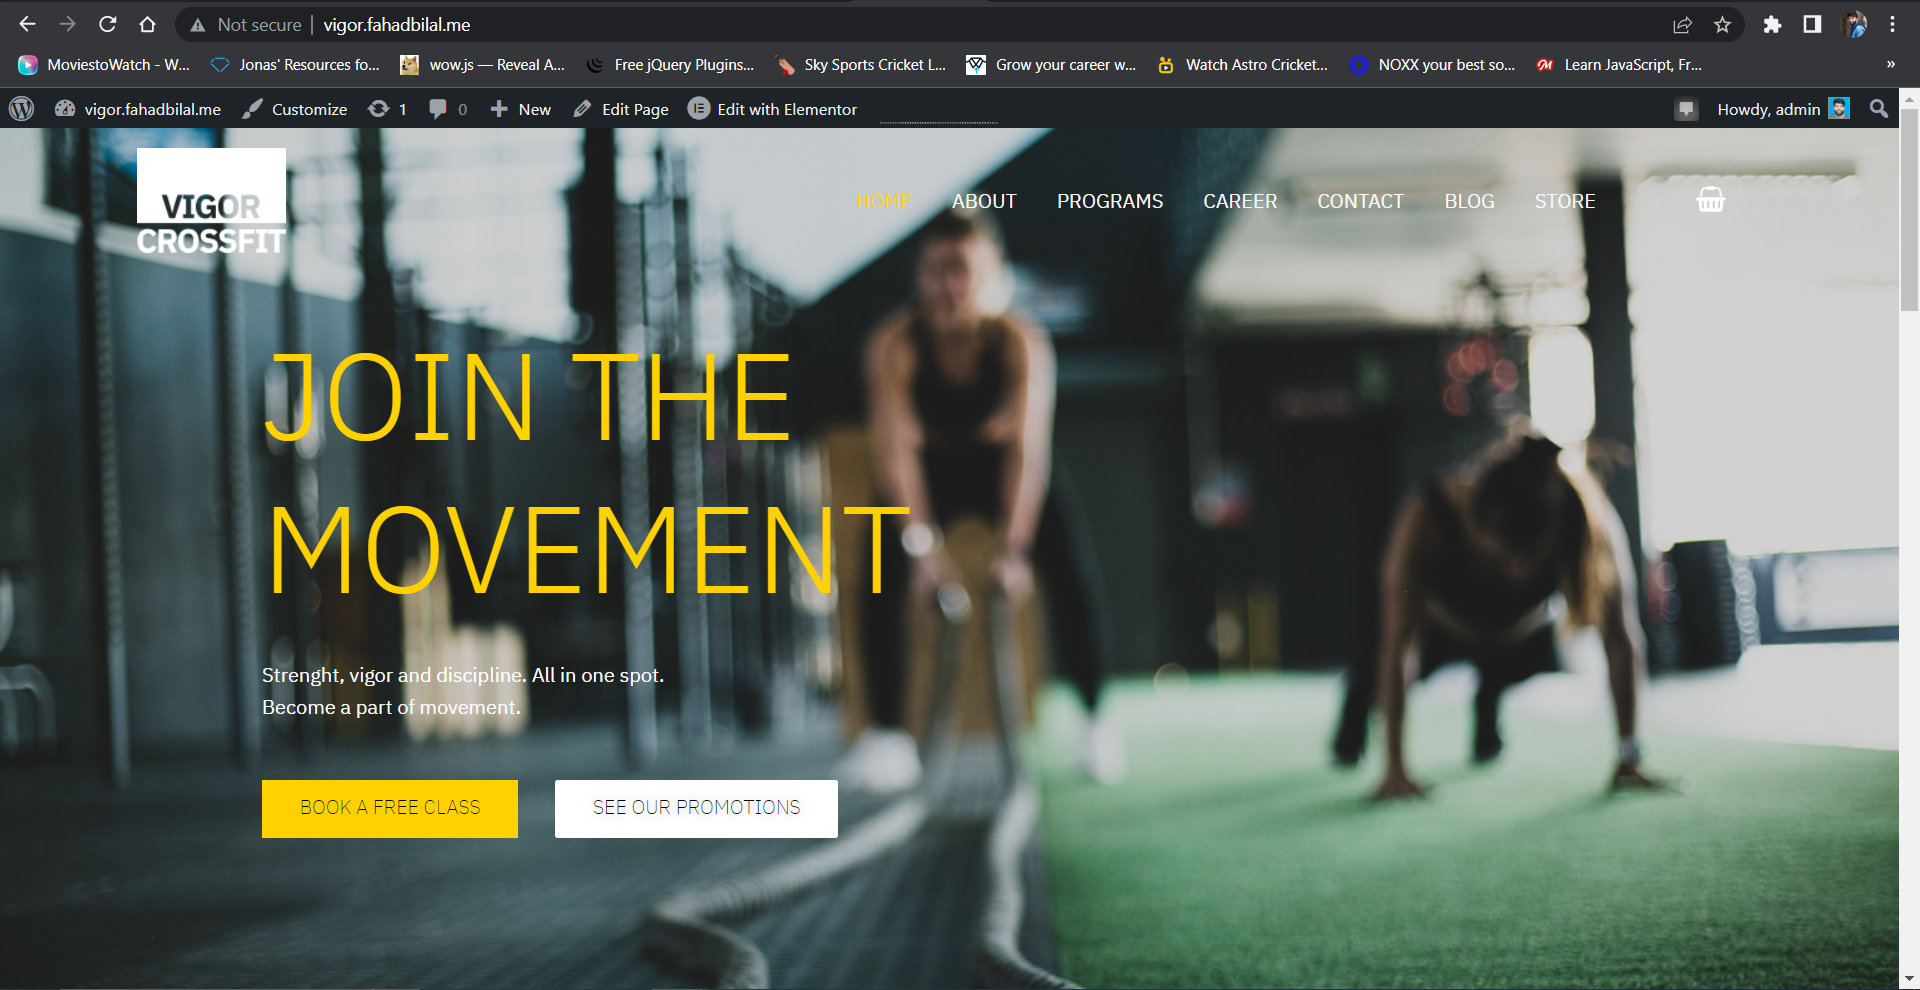 Not secure | vigor.fahadbilal.me
MoviestoWatch - W... Jonas' Resources fo... wow.js — Reveal A... Free jQuery Plugins... Sky Sports Cricket L... Grow your career w... Watch Astro Cricket... NOXX your best so... Learn JavaScript, Fr... »
vigor.fahadbilal.me Customize 1 0 New Edit Page Edit with Elementor Howdy, admin
VIGOR
CROSSFIT
HOME ABOUT PROGRAMS CAREER CONTACT BLOG STORE
JOIN THE
MOVEMENT
Strenght, vigor and discipline. All in one spot.
Become a part of movement.
BOOK A FREE CLASS SEE OUR PROMOTIONS